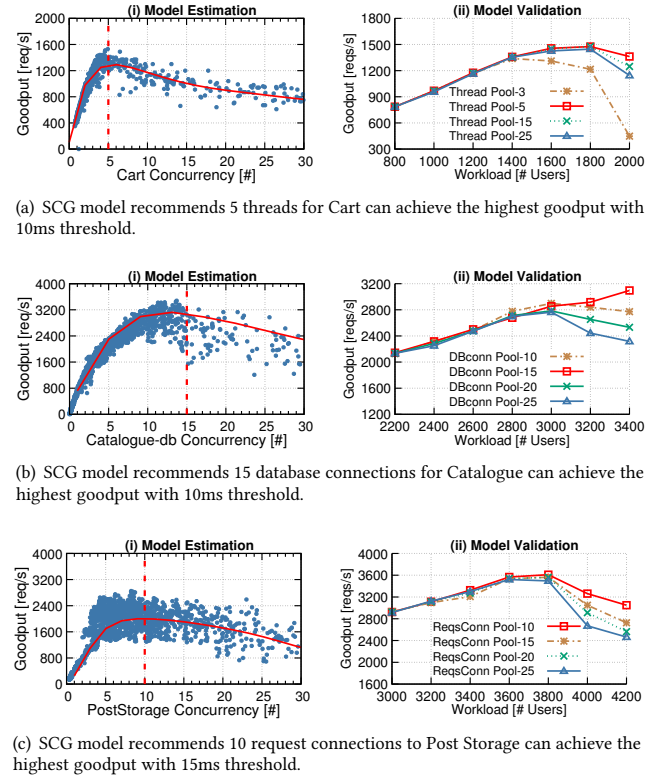 (i) Model Estimation
(ii) Model Validation
Goodput [req/s]
2000
1600
1200
800
400
0
0 5 10 15 20 25 30
Cart Concurrency [#]
Goodput [reqs/s]
1800
1500
1200
900
600
300
Thread Pool-3
Thread Pool-5
Thread Pool-15
Thread Pool-25
800 1000 1200 1400 1600 1800 2000
Workload [# Users]
(a) SCG model recommends 5 threads for Cart can achieve the highest goodput with
10ms threshold.
(i) Model Estimation
(ii) Model Validation
Goodput [req/s]
4000
3200
2400
1600
800
0
0 5 10 15 20 25 30
Catalogue-db Concurrency [#]
Goodput [reqs/s]
3200
2800
2400
2000
1600
1200
DBconn Pool-10
DBconn Pool-15
DBconn Pool-20
DBconn Pool-25
2200 2400 2600 2800 3000 3200 3400
Workload [# Users]
(b) SCG model recommends 15 database connections for Catalogue can achieve the
highest goodput with 10ms threshold.
(i) Model Estimation
(ii) Model Validation
Goodput [req/s]
4000
3200
2400
1600
800
0
0 5 10 15 20 25 30
PostStorage Concurrency [#]
Goodput [reqs/s]
4000
3600
3200
2800
2400
2000
1600
ReqsConn Pool-10
ReqsConn Pool-15
ReqsConn Pool-20
ReqsConn Pool-25
3000 3200 3400 3600 3800 4000 4200
Workload [# Users]
(c) SCG model recommends 10 request connections to Post Storage can achieve the
highest goodput with 15ms threshold.